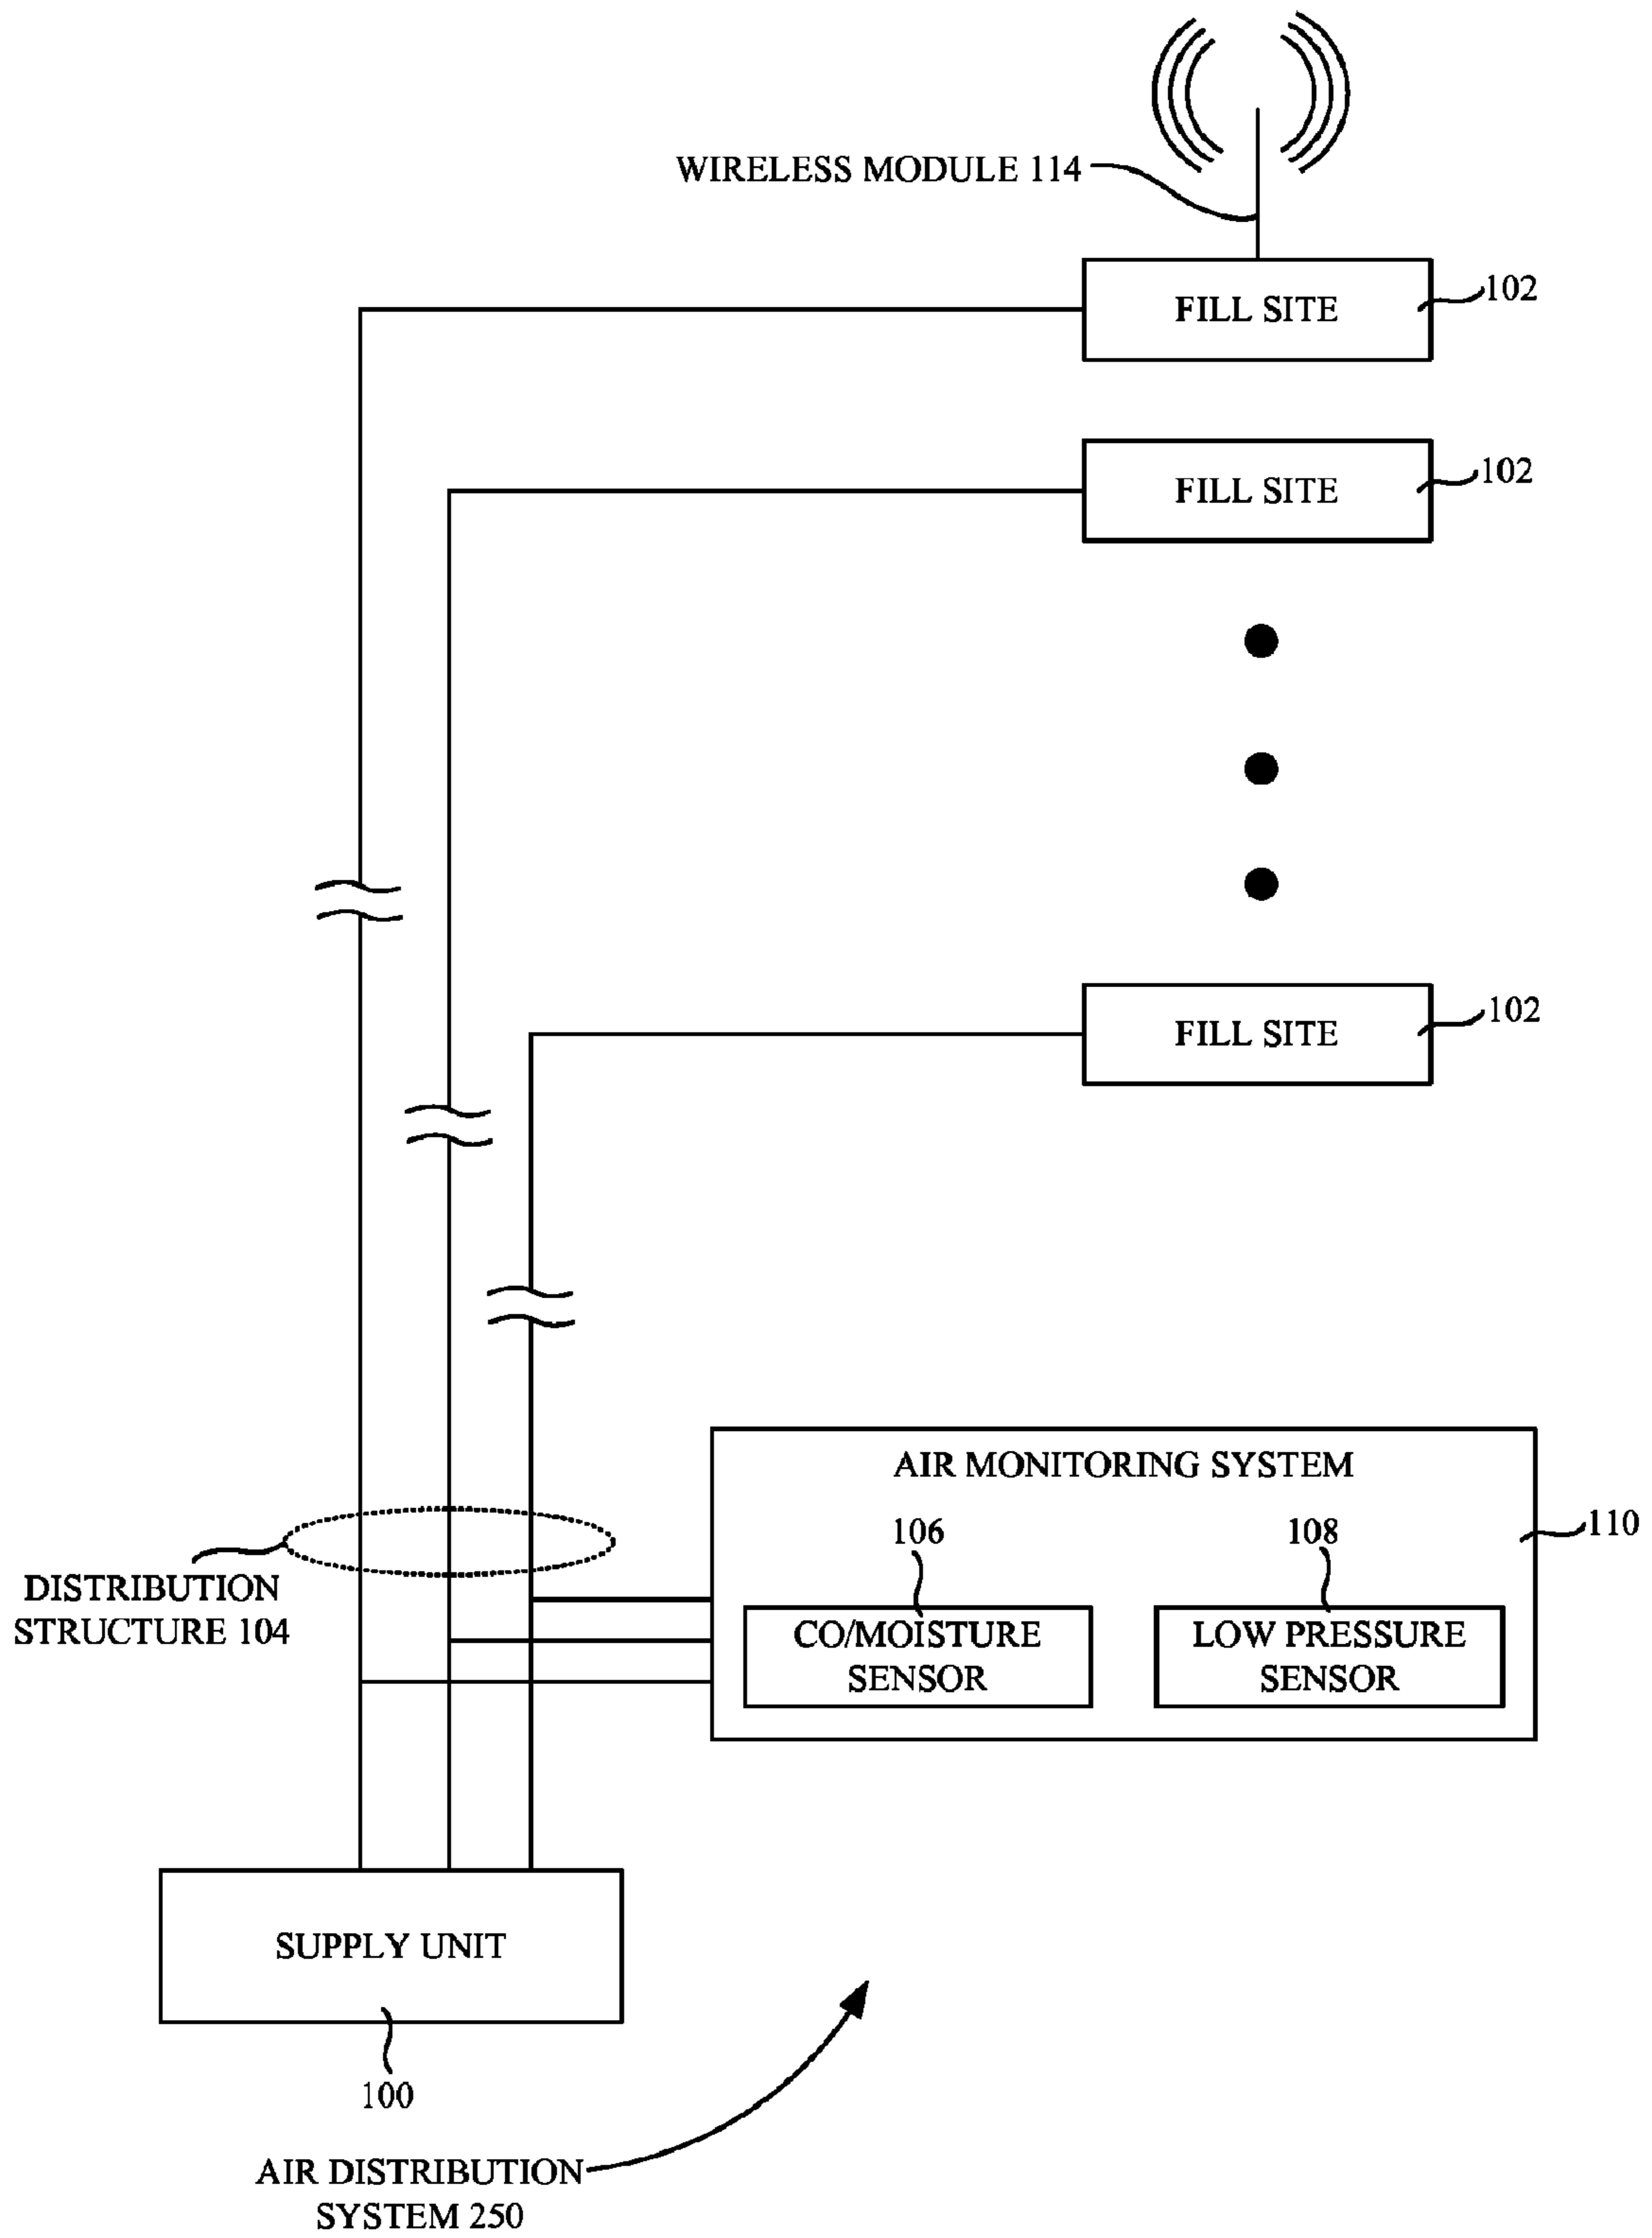 WIRELESS MODULE 114
FILL SITE
102
FILL SITE
102
FILL SITE
102
AIR MONITORING SYSTEM
110
106
108
CO/MOISTURE
SENSOR
LOW PRESSURE
SENSOR
DISTRIBUTION
STRUCTURE 104
SUPPLY UNIT
100
AIR DISTRIBUTION
SYSTEM 250